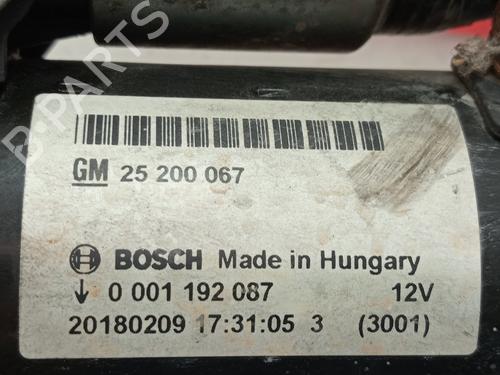 GM 25 200 067
BOSCH Made in Hungary
↓ 0 001 192 087 12V
20180209 17:31:05 3 (3001)
B-PARTS